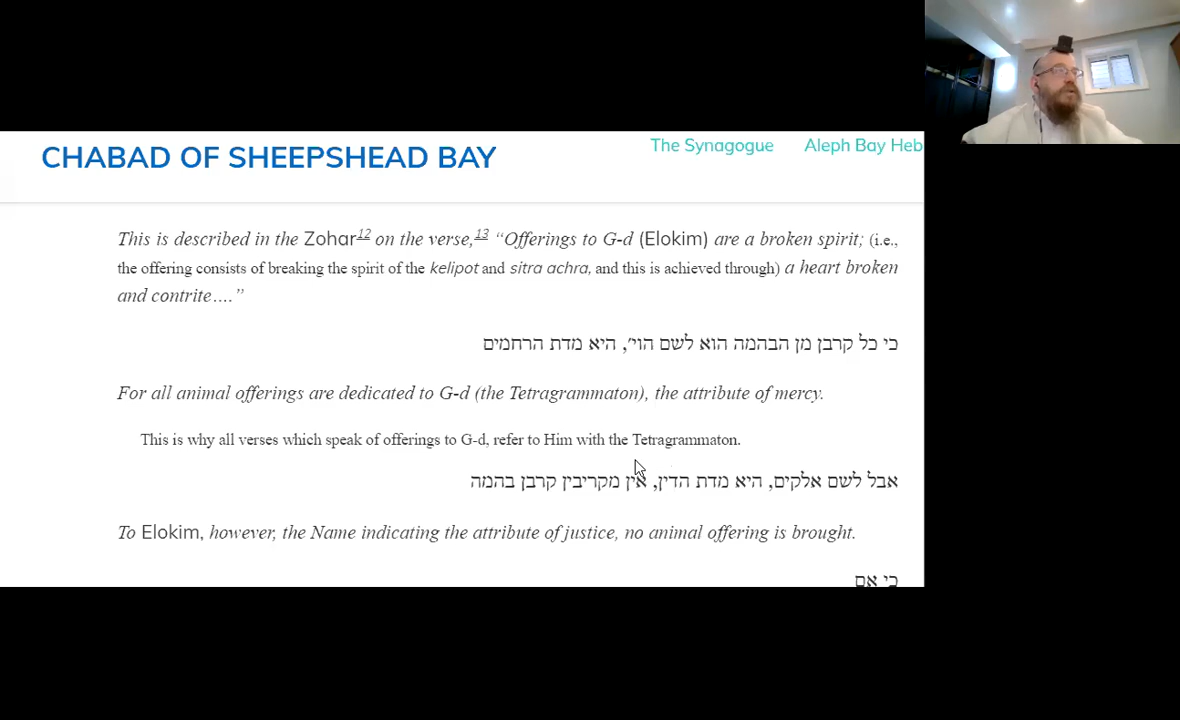 CHABAD OF SHEEPSHEAD BAY
The Synagogue Aleph Bay Heb
This is described in the Zohar12 on the verse,13 “Offerings to G-d (Elokim) are a broken spirit; (i.e.,
the offering consists of breaking the spirit of the kelipot and sitra achra, and this is achieved through) a heart broken
and contrite....”
כי כל קרבן מן הבהמה הוא לשם הוי׳, היא מדת הרחמים
For all animal offerings are dedicated to G-d (the Tetragrammaton), the attribute of mercy.
This is why all verses which speak of offerings to G-d, refer to Him with the Tetragrammaton.
אבל לשם אלקים, היא מדת הדין, אין מקריבין קרבן בהמה
To Elokim, however, the Name indicating the attribute of justice, no animal offering is brought.
כי אם